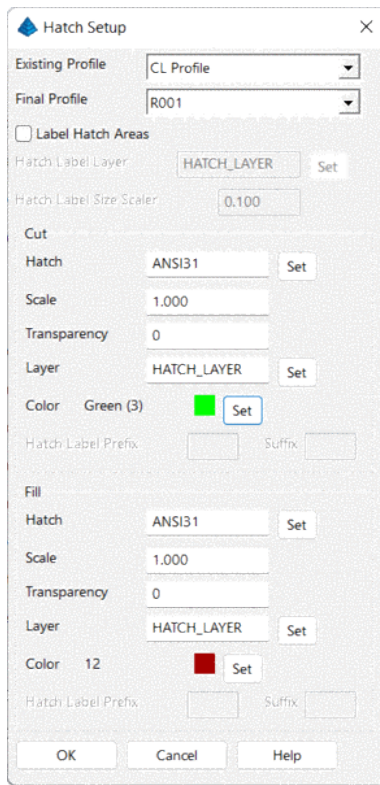 Hatch Setup
Existing Profile CL Profile
Final Profile R001
Label Hatch Areas
Hatch Label Layer HATCH_LAYER Set
Hatch Label Size Scaler 0.100
Cut
Hatch ANSI31 Set
Scale 1.000
Transparency 0
Layer HATCH_LAYER Set
Color Green (3) Set
Hatch Label Prefix Suffix
Fill
Hatch ANSI31 Set
Scale 1.000
Transparency 0
Layer HATCH_LAYER Set
Color 12 Set
Hatch Label Prefix Suffix
OK Cancel Help